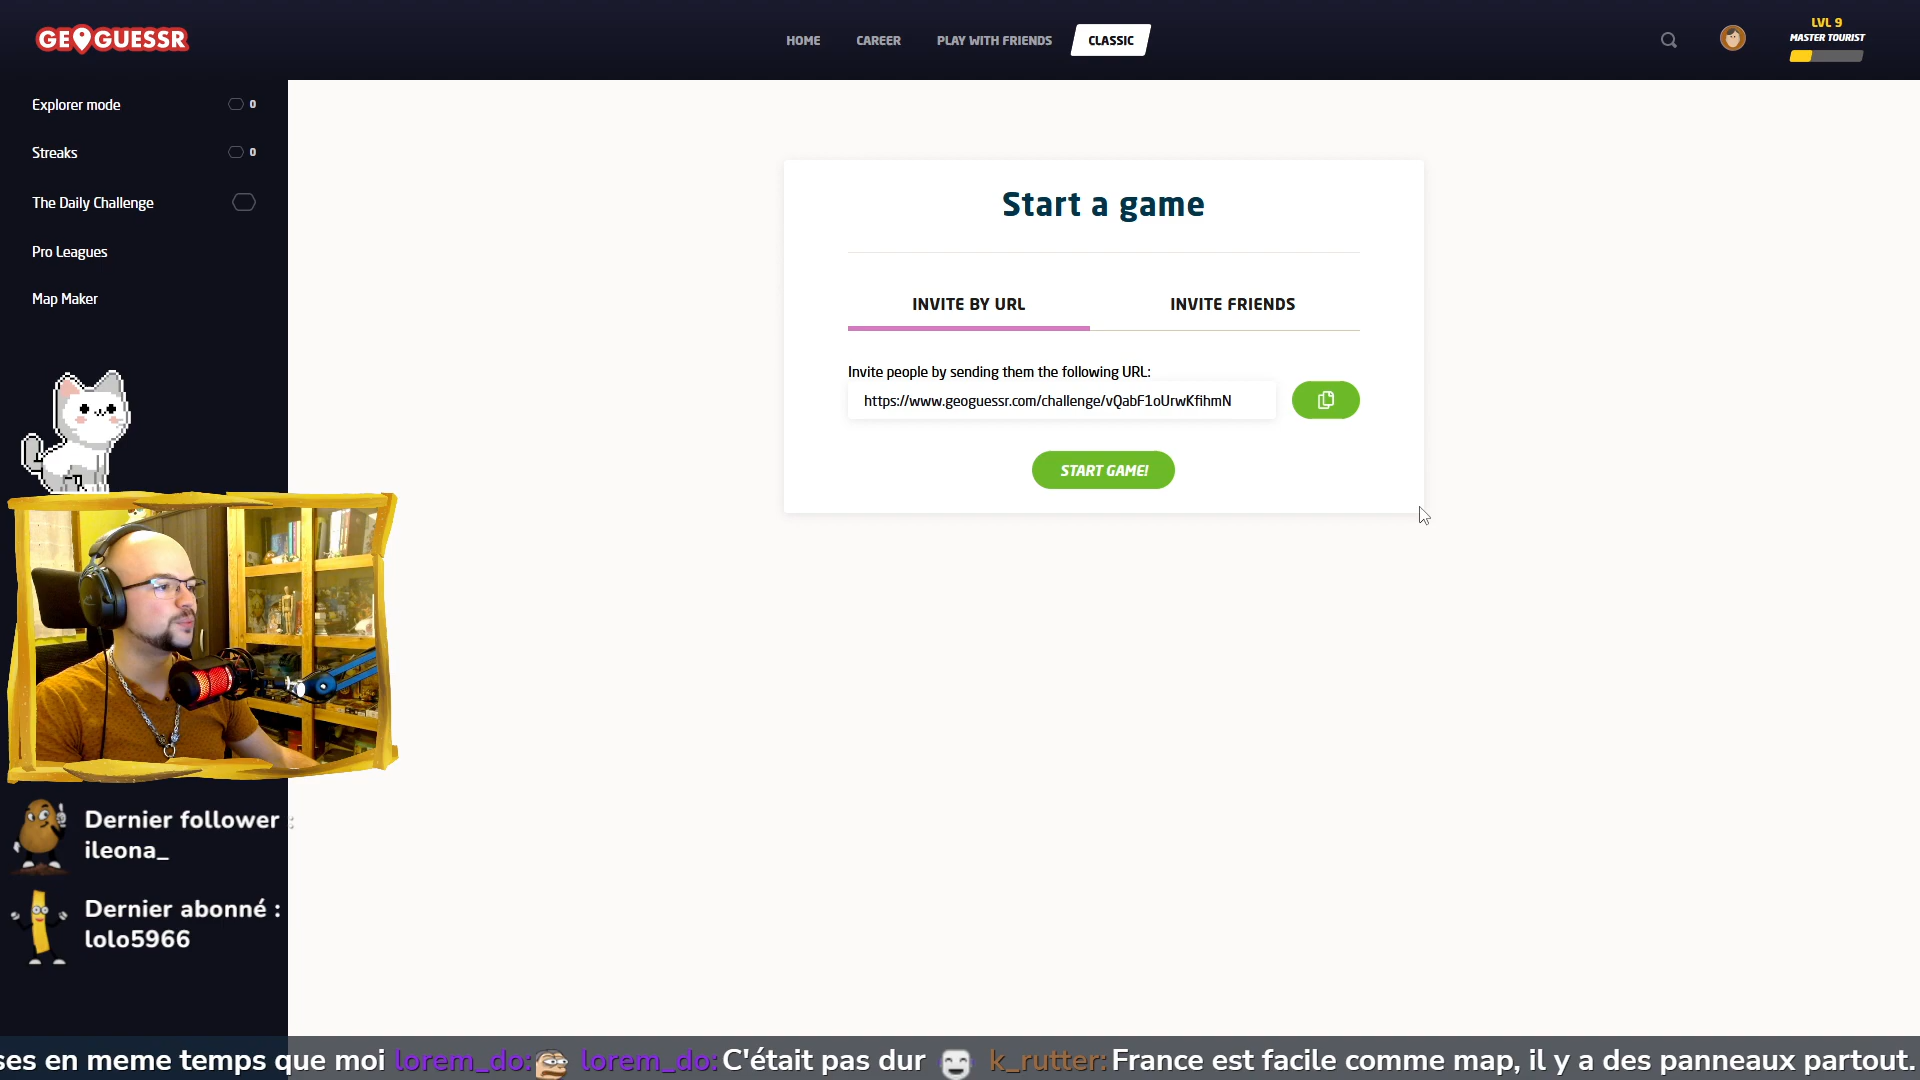 GEOGUESSR
HOME
CAREER
PLAY WITH FRIENDS
CLASSIC
LVL 9
MASTER TOURIST
Explorer mode 0
Streaks 0
The Daily Challenge
Pro Leagues
Map Maker
Start a game
INVITE BY URL
INVITE FRIENDS
Invite people by sending them the following URL:
https://www.geoguessr.com/challenge/vQabF1oUrwKfihmN
START GAME!
Dernier follower :
ileona_
Dernier abonné :
lolo5966
ses en meme temps que moi lorem_do: lorem_do: C'était pas dur k_rutter: France est facile comme map, il y a des panneaux partout.